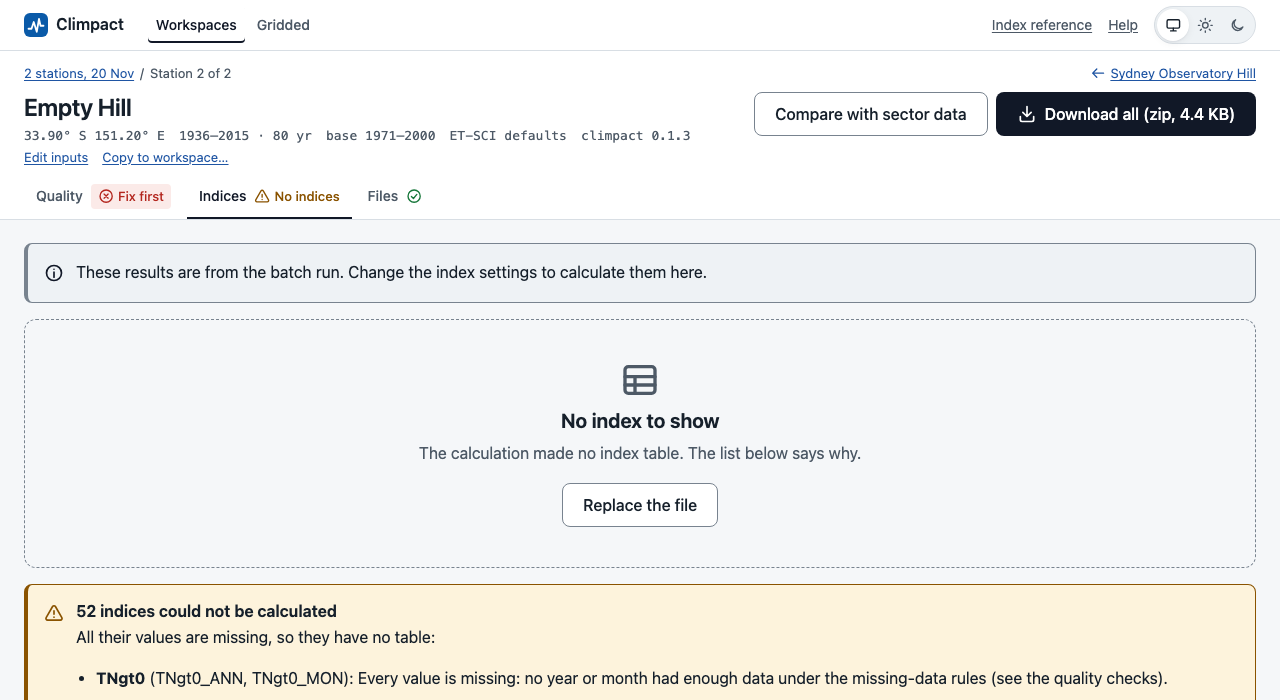 Climpact
Workspaces
Gridded
Index reference
Help
2 stations, 20 Nov / Station 2 of 2
← Sydney Observatory Hill
Empty Hill
Compare with sector data
Download all (zip, 4.4 KB)
33.90° S 151.20° E 1936–2015 · 80 yr base 1971–2000 ET-SCI defaults climpact 0.1.3
Edit inputs
Copy to workspace…
Quality
Fix first
Indices
No indices
Files
These results are from the batch run. Change the index settings to calculate them here.
No index to show
The calculation made no index table. The list below says why.
Replace the file
52 indices could not be calculated
All their values are missing, so they have no table:
• TNgt0 (TNgt0_ANN, TNgt0_MON): Every value is missing: no year or month had enough data under the missing-data rules (see the quality checks).